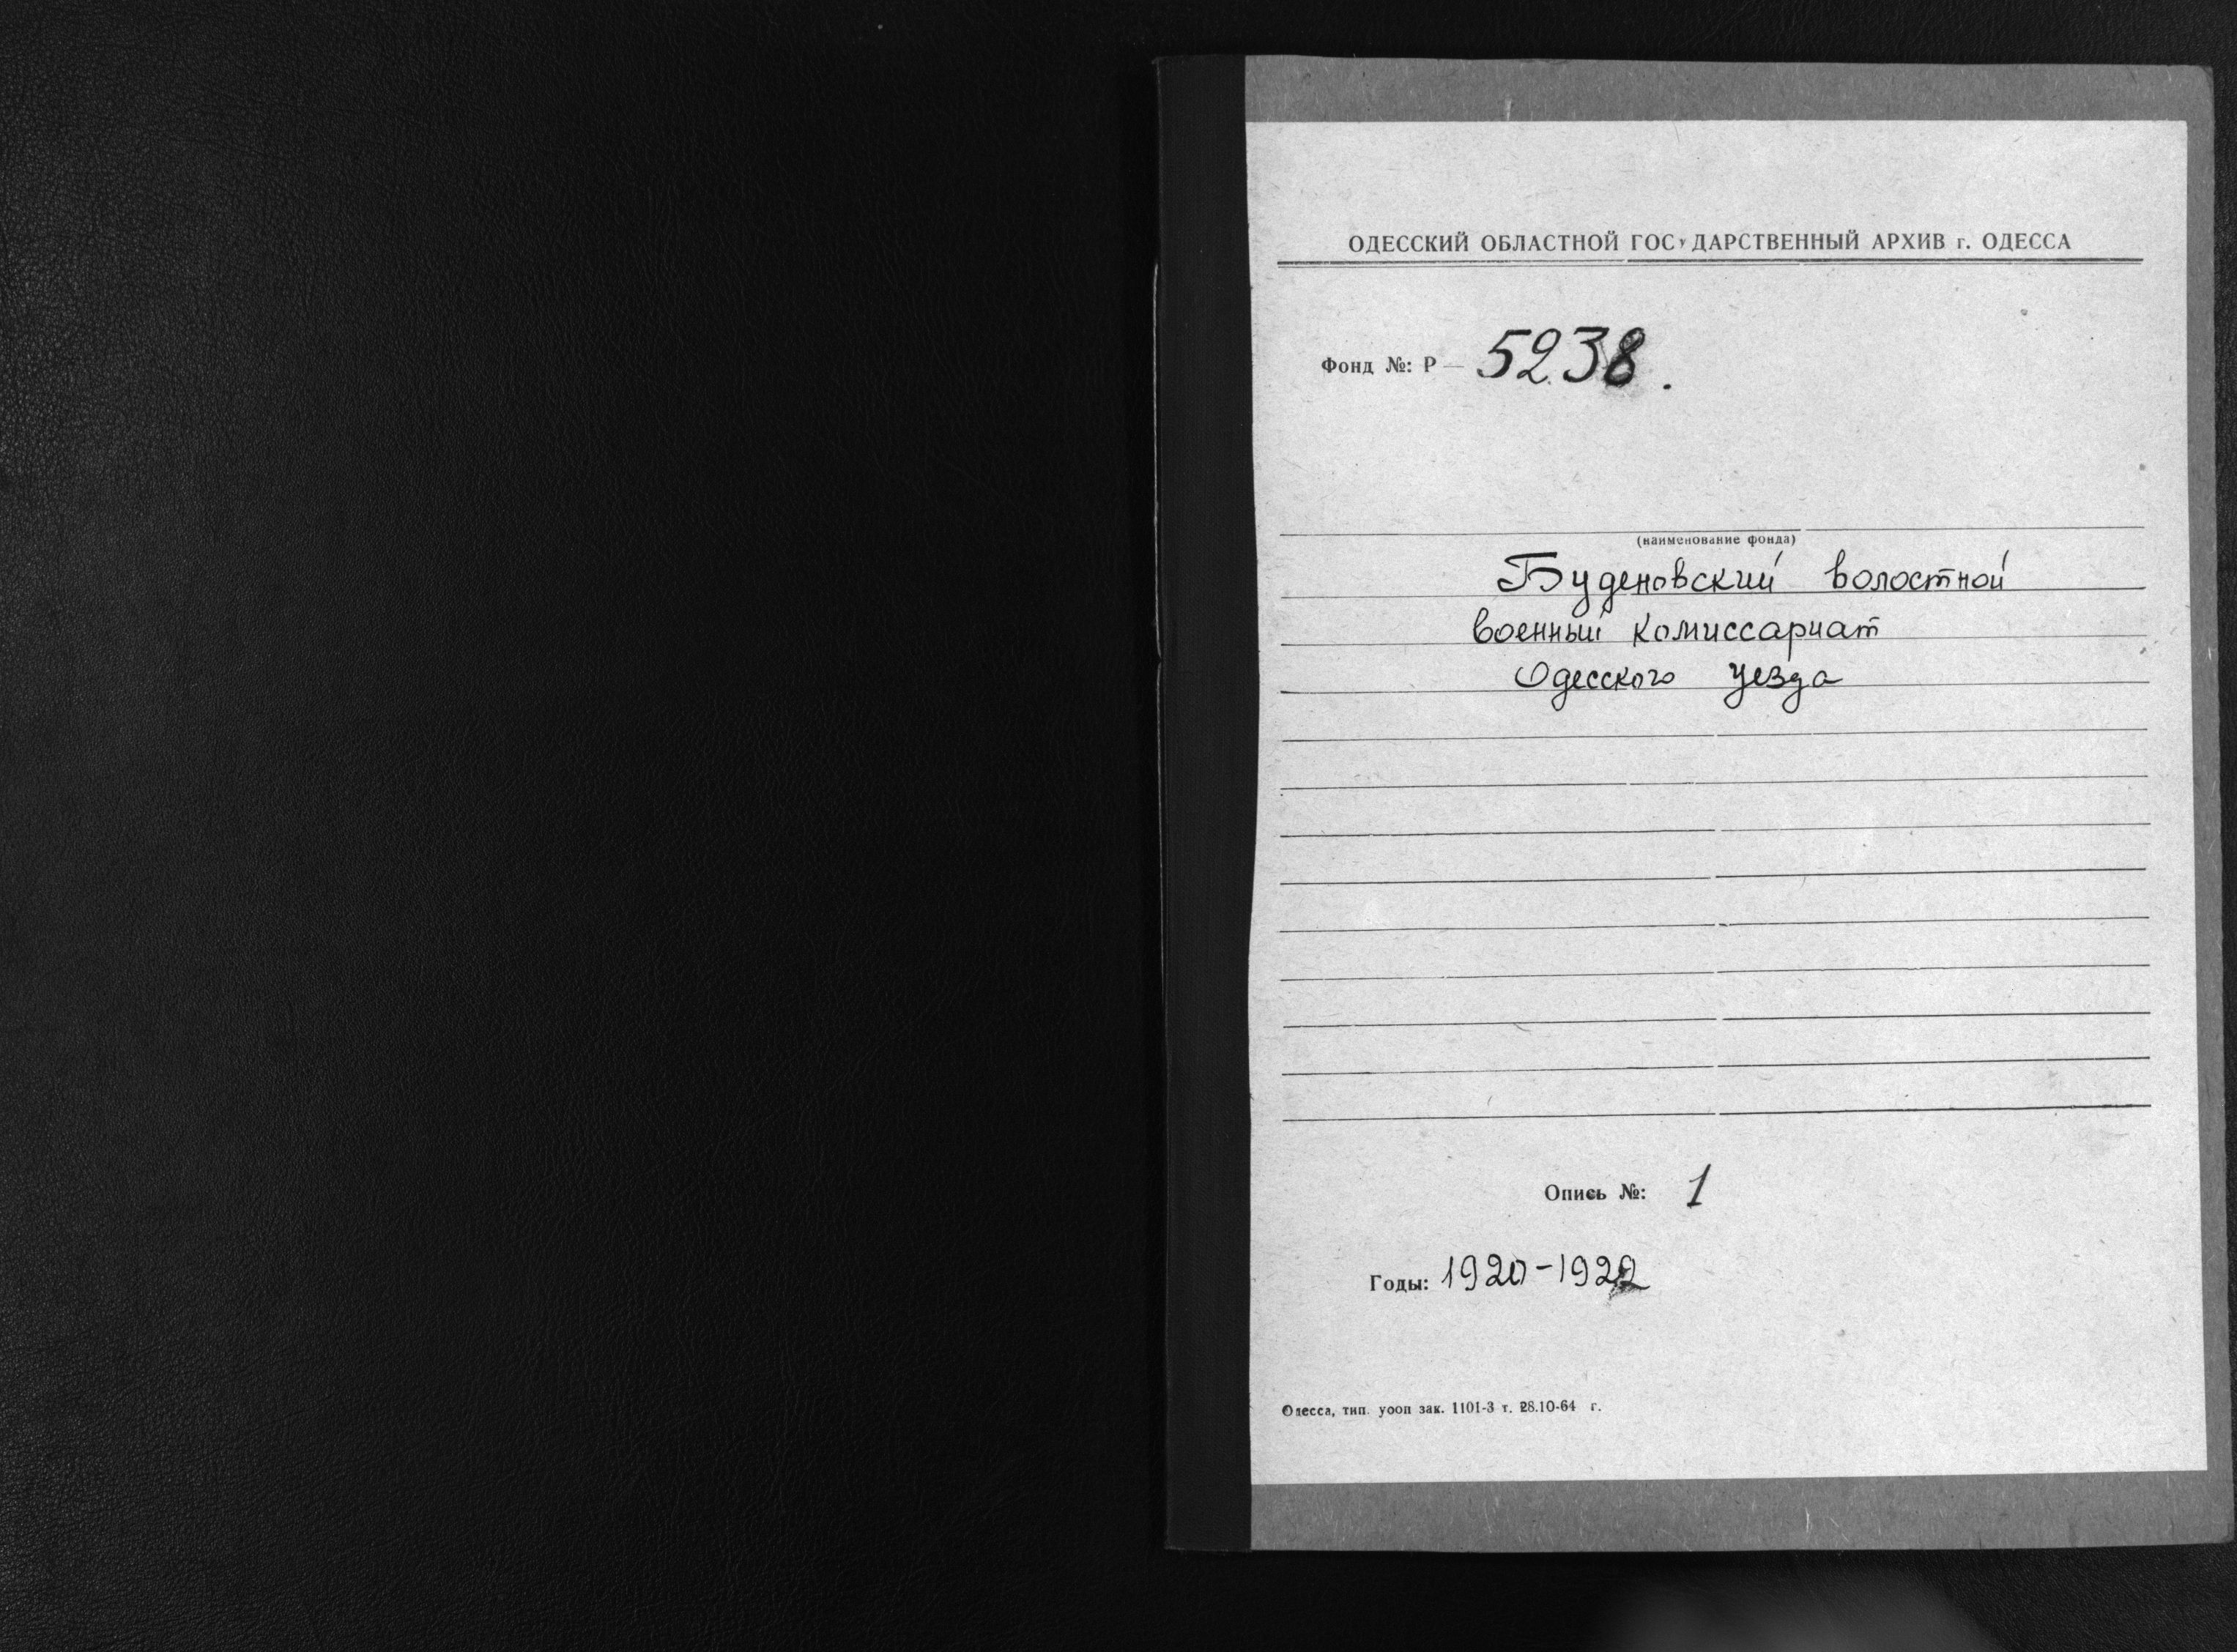 ОДЕССКИЙ ОБЛАСТНОЙ ГОСУДАРСТВЕННЫЙ АРХИВ г. ОДЕССА
Фонд №: Р — 5238.
(наименование фонда)
Буденовский волостной
военный комиссариат
Одесского уезда
Опись №: 1
Годы: 1920-1922
Одесса, тип. уооп зак. 1101-3 т. 28.10-64 г.